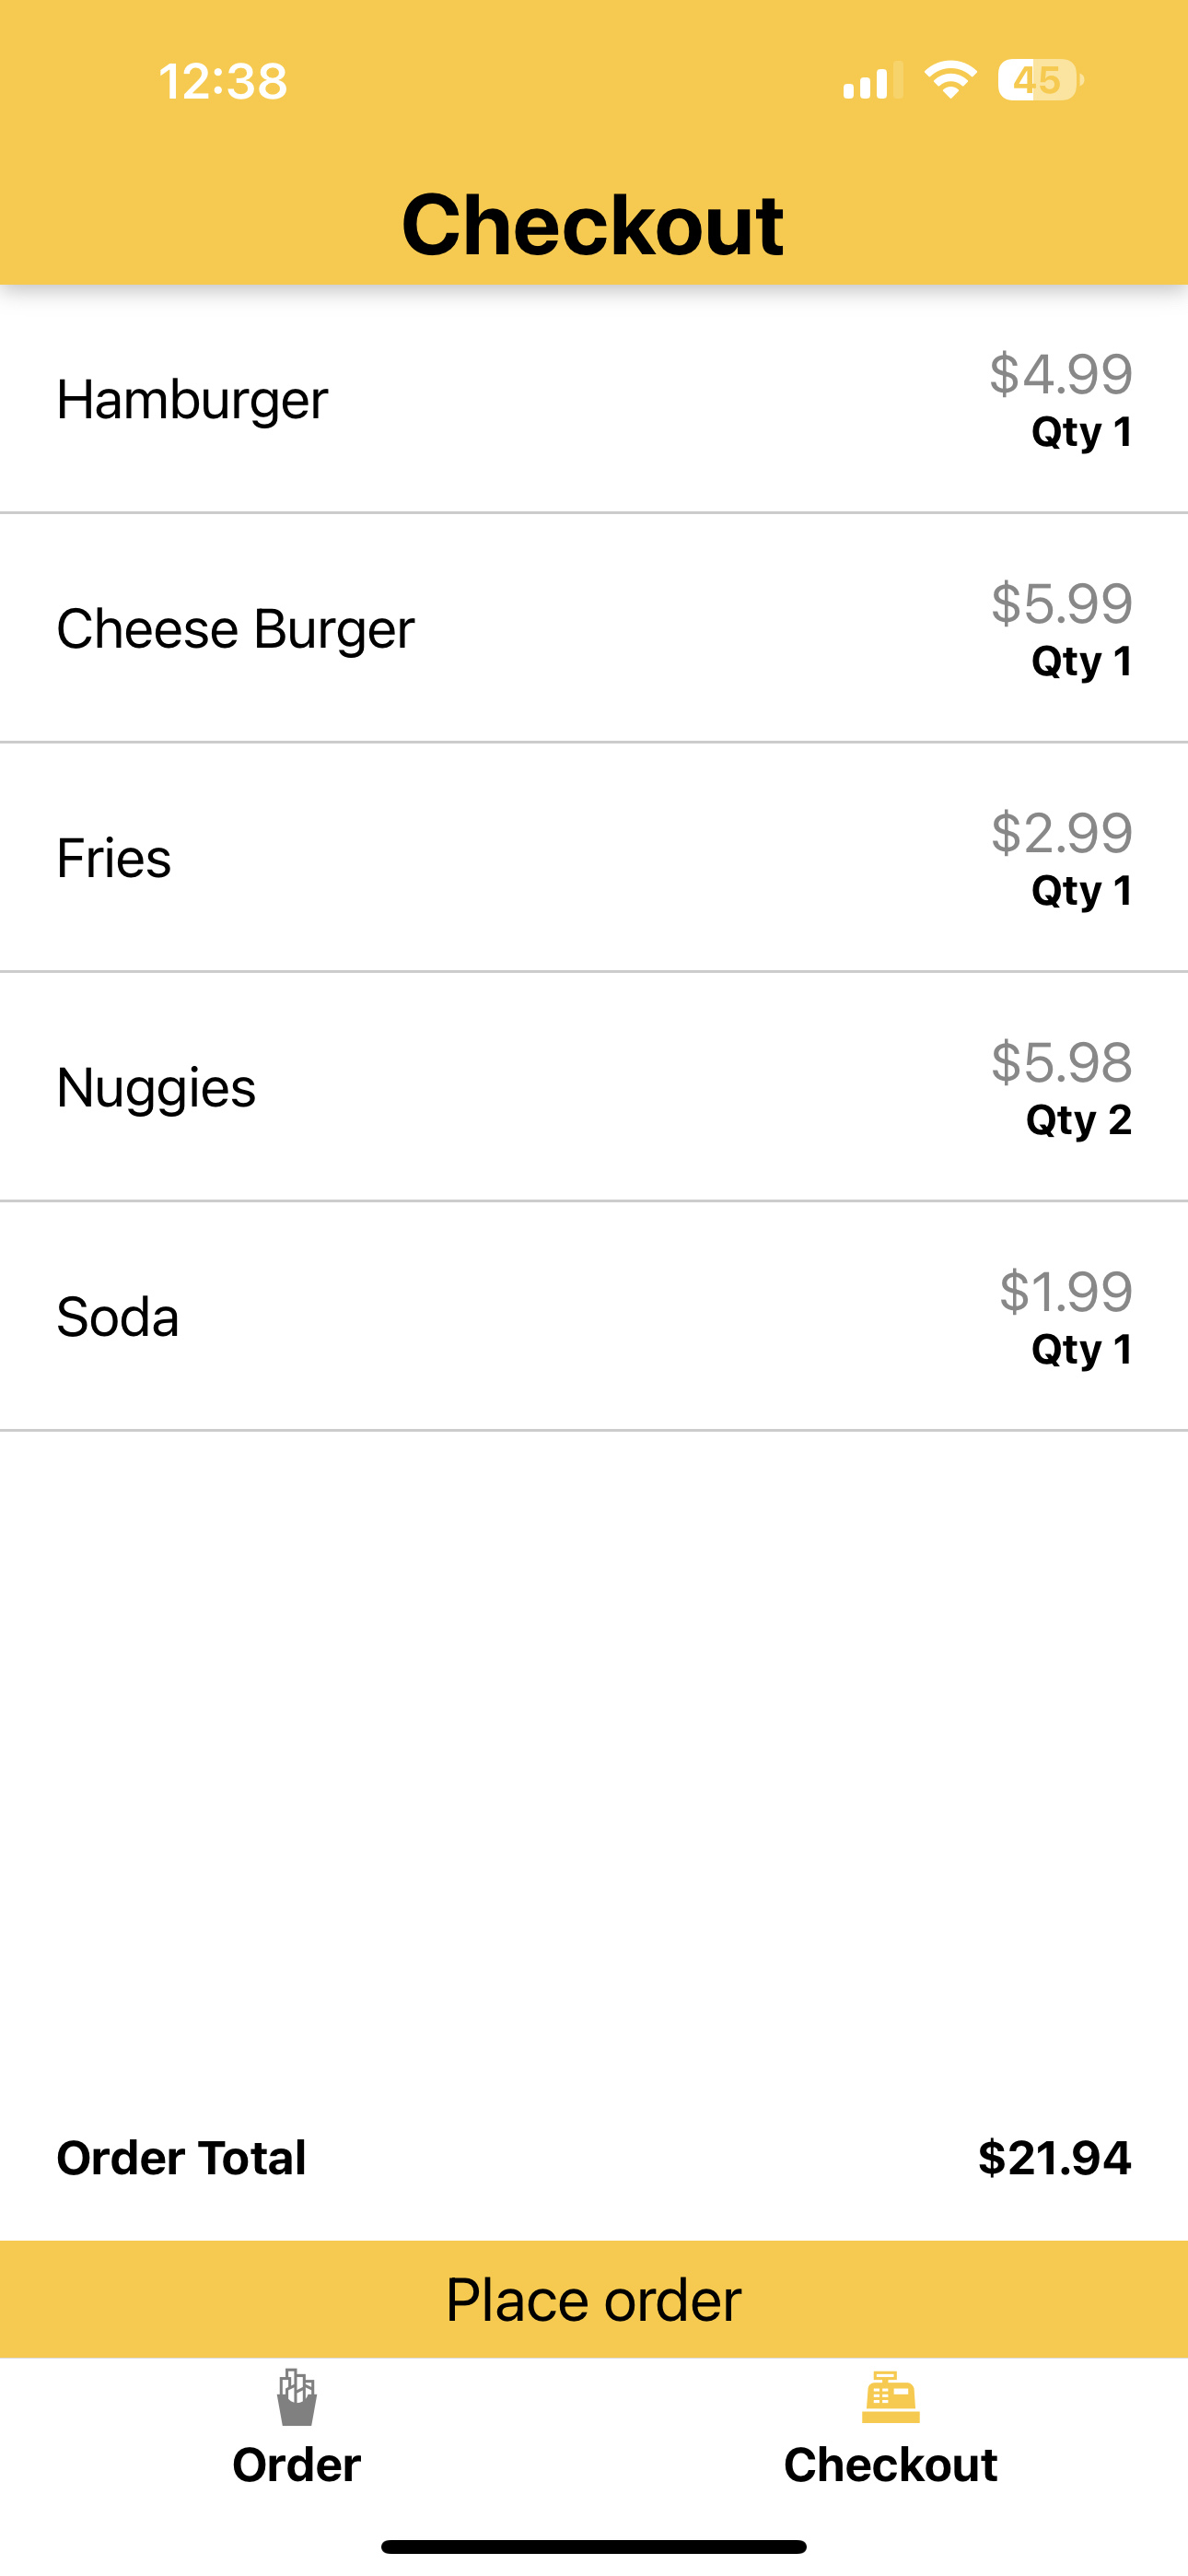 12:38
45
Checkout
Hamburger
$4.99
Qty 1
Cheese Burger
$5.99
Qty 1
Fries
$2.99
Qty 1
Nuggies
$5.98
Qty 2
Soda
$1.99
Qty 1
Order Total
$21.94
Place order
Order
Checkout